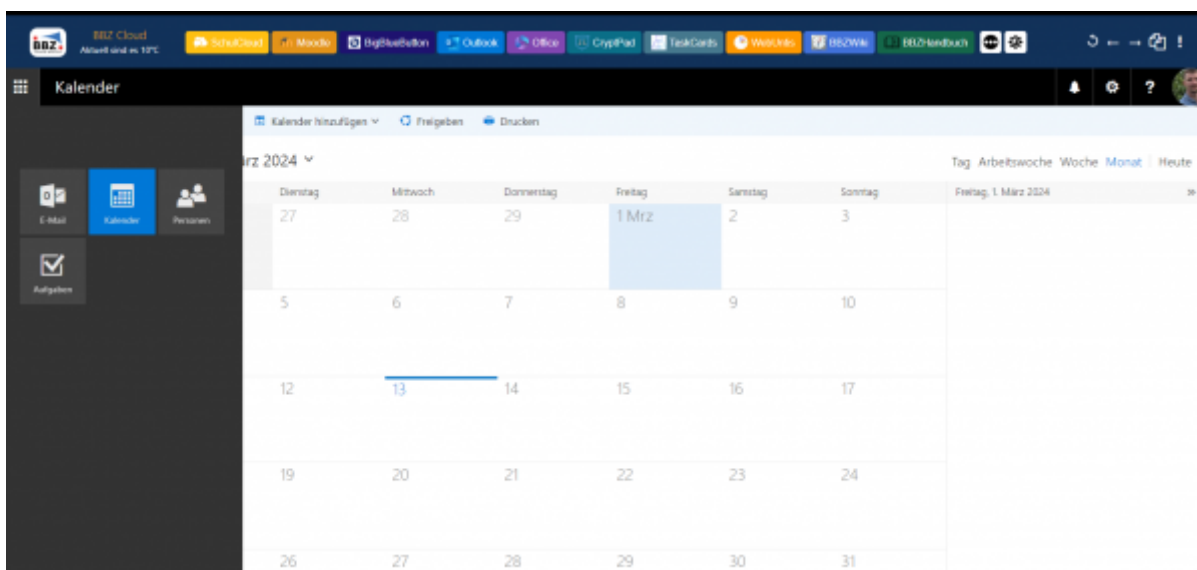 BBZ.
BBZ Cloud
Aktuell sind es 10°C
SchulCloud
Moodle
BigBlueButton
Outlook
Office
CryptPad
TaskCards
WebUntis
BBZWiki
BBZHandbuch
Kalender
?
Kalender hinzufügen
Freigeben
Drucken
irz 2024
Tag Arbeitswoche Woche Monat Heute
E-Mail
Kalender
Personen
Aufgaben
Dienstag Mittwoch Donnerstag Freitag Samstag Sonntag
Freitag, 1. März 2024
27 28 29 1 Mrz 2 3
5 6 7 8 9 10
12 13 14 15 16 17
19 20 21 22 23 24
26 27 28 29 30 31